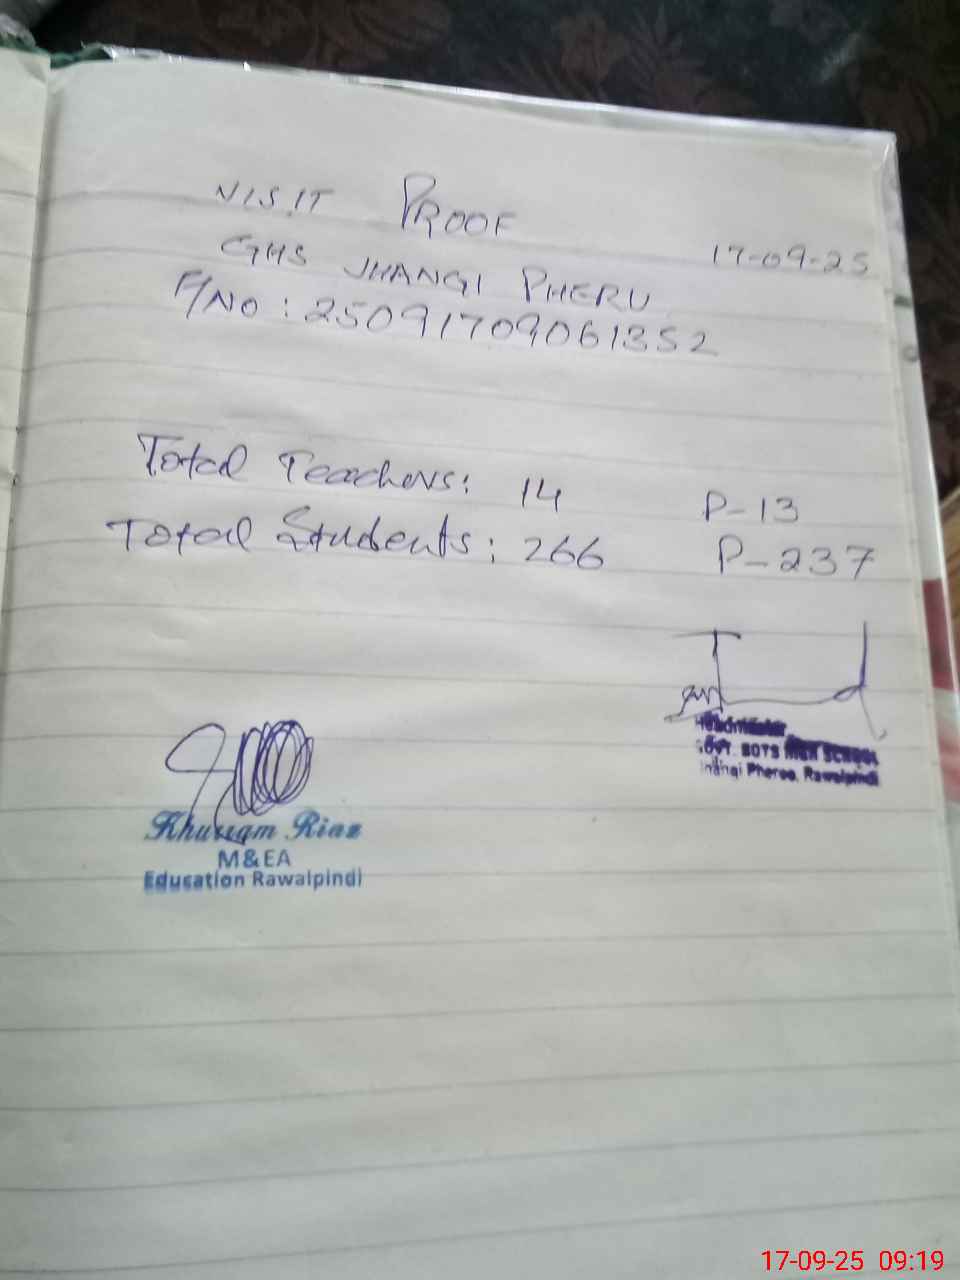 VISIT PROOF
17-09-25
GHS JHANGI PHERU
F/NO: 25091709061352
Total Teachers: 14 P-13
Total Students: 266 P-237
Headmaster
GOVT. BOYS HIGH SCHOOL
Jhangi Pheroo, Rawalpindi
Khurram Riaz
M&EA
Education Rawalpindi
17-09-25 09:19